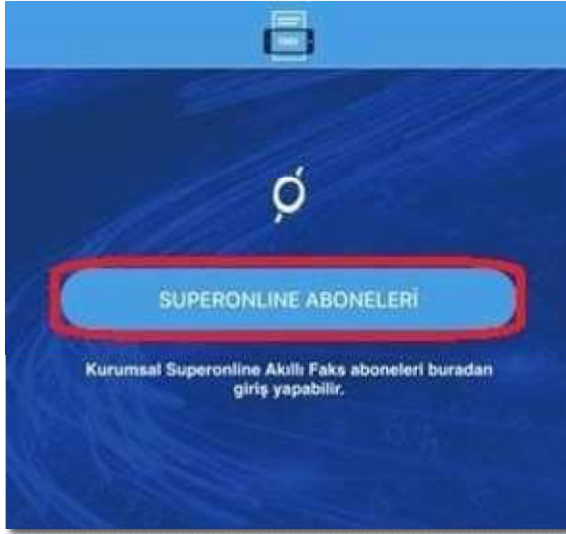 SUPERONLINE ABONELERİ
Kurumsal Superonline Akıllı Faks aboneleri buradan
giriş yapabilir.